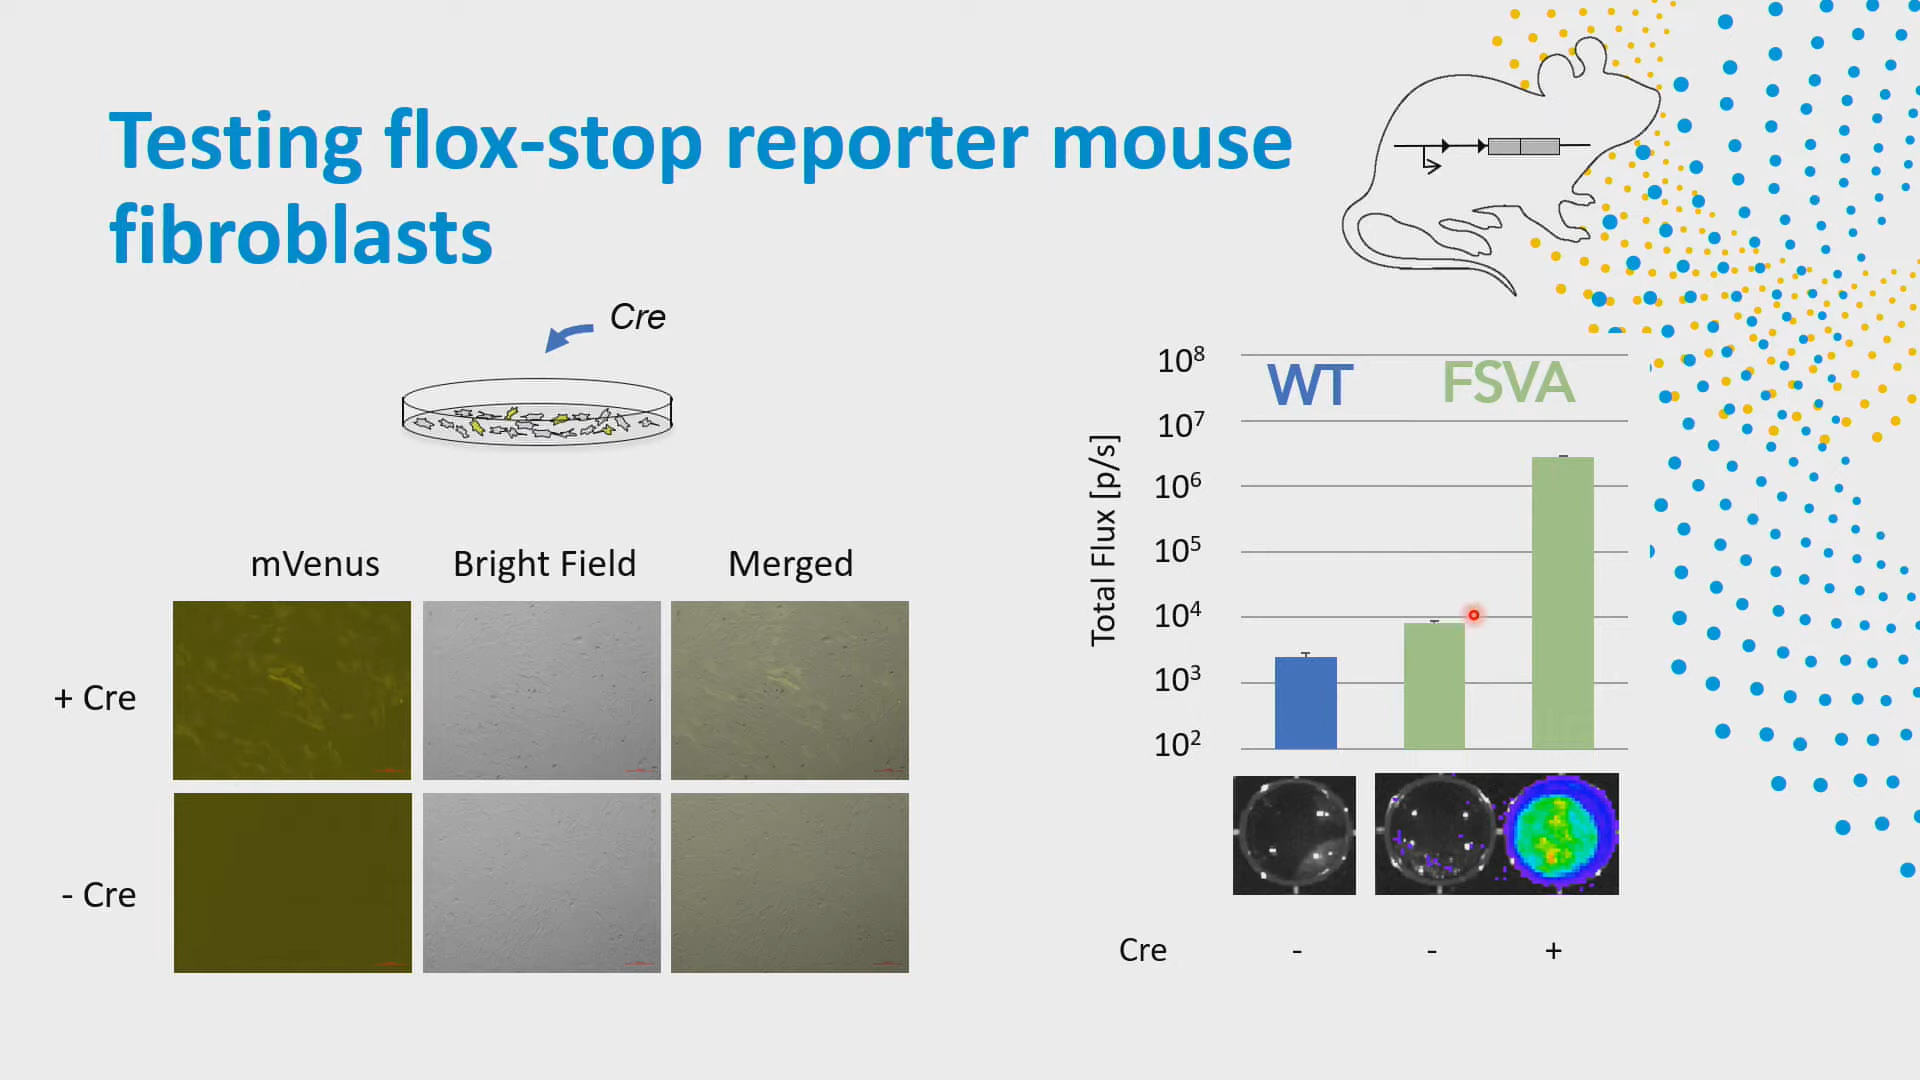 Testing flox-stop reporter mouse
fibroblasts
Cre
mVenus Bright Field Merged
+ Cre
- Cre
Total Flux [p/s]
10⁸
10⁷
10⁶
10⁵
10⁴
10³
10²
WT FSVA
Cre - - +